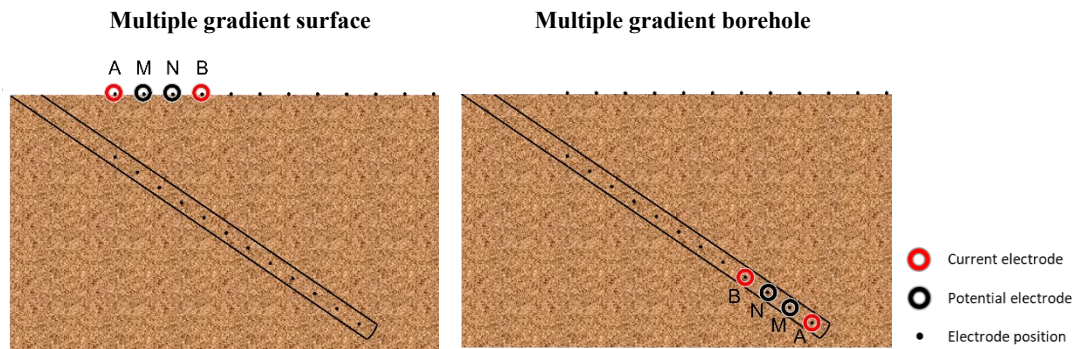 Multiple gradient surface
Multiple gradient borehole
A M N B
B
N
M
A
Current electrode
Potential electrode
Electrode position